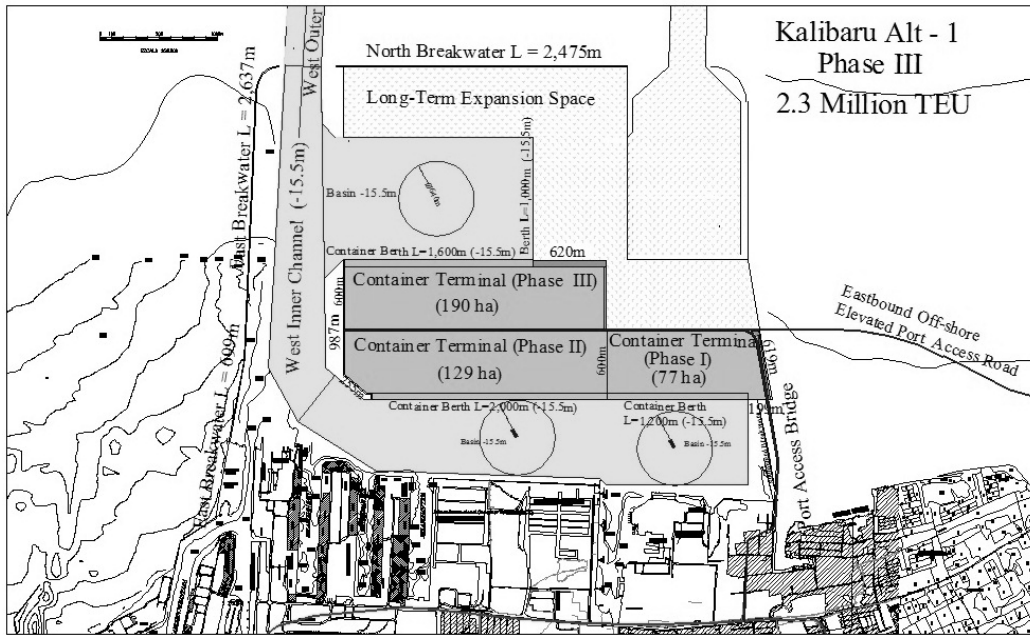 Kalibaru Alt - 1
Phase III
2.3 Million TEU
North Breakwater L = 2,475m
Long-Term Expansion Space
West Outer
East Breakwater L = 2,637m
West Inner Channel (-15.5m)
Basin -15.5m
Berth L=1,000m (-15.5m)
Container Berth L=1,600m (-15.5m)
620m
Container Terminal (Phase III)
(190 ha)
600m
987m
Container Terminal (Phase II)
(129 ha)
600m
Container Terminal
(Phase I)
(77 ha)
Eastbound Off-shore
Elevated Port Access Road
Container Berth L=2,000m (-15.5m)
Basin -15.5m
Container Berth
L=1,200m (-15.5m)
Basin -15.5m
Port Access Bridge